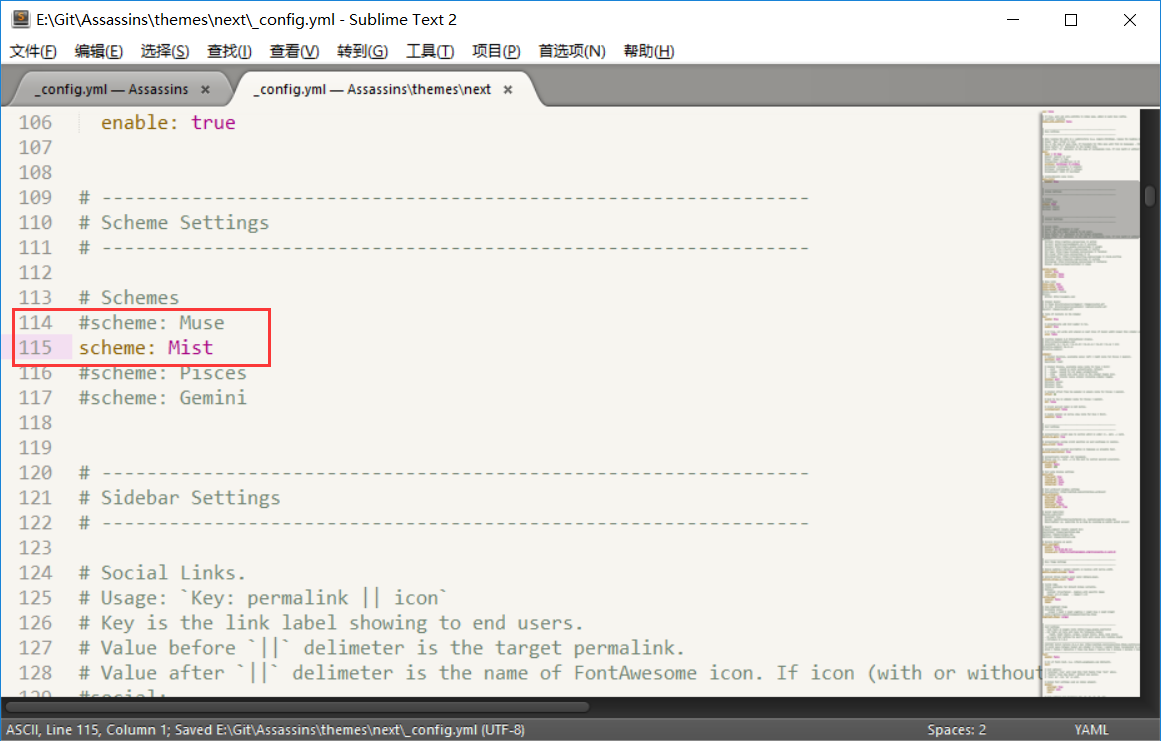 E:\Git\Assassins\themes\next\_config.yml - Sublime Text 2
文件(F) 编辑(E) 选择(S) 查找(I) 查看(V) 转到(G) 工具(T) 项目(P) 首选项(N) 帮助(H)
_config.yml — Assassins × _config.yml — Assassins\themes\next ×
106 enable: true
107
108
109 # ---------------------------------------------------------------
110 # Scheme Settings
111 # ---------------------------------------------------------------
112
113 # Schemes
114 #scheme: Muse
115 scheme: Mist
116 #scheme: Pisces
117 #scheme: Gemini
118
119
120 # ---------------------------------------------------------------
121 # Sidebar Settings
122 # ---------------------------------------------------------------
123
124 # Social Links.
125 # Usage: `Key: permalink || icon`
126 # Key is the link label showing to end users.
127 # Value before `||` delimeter is the target permalink.
128 # Value after `||` delimeter is the name of FontAwesome icon. If icon (with or without
129 #social:
ASCII, Line 115, Column 1; Saved E:\Git\Assassins\themes\next\_config.yml (UTF-8) Spaces: 2 YAML